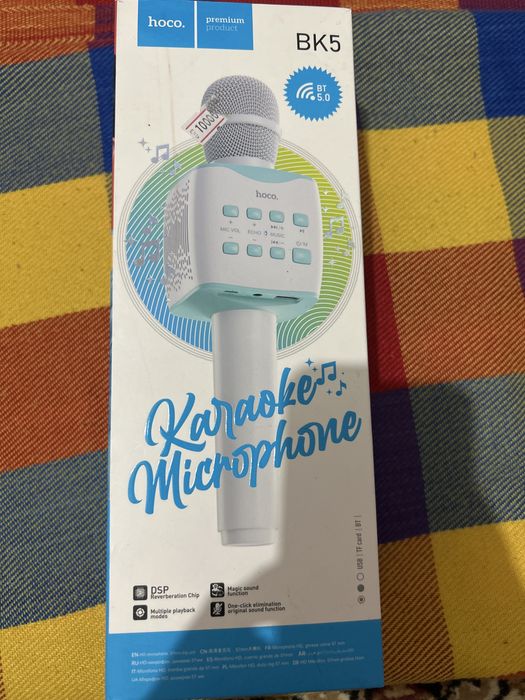 hoco.
premium
product
BK5
BT
5.0
10000
hoco.
MIC VOL
ECHO
MUSIC
Karaoke
Microphone
USB | TF card | BT |
DSP
Reverberation Chip
Magic sound
function
Multiple playback
modes
One-click elimination
original sound function